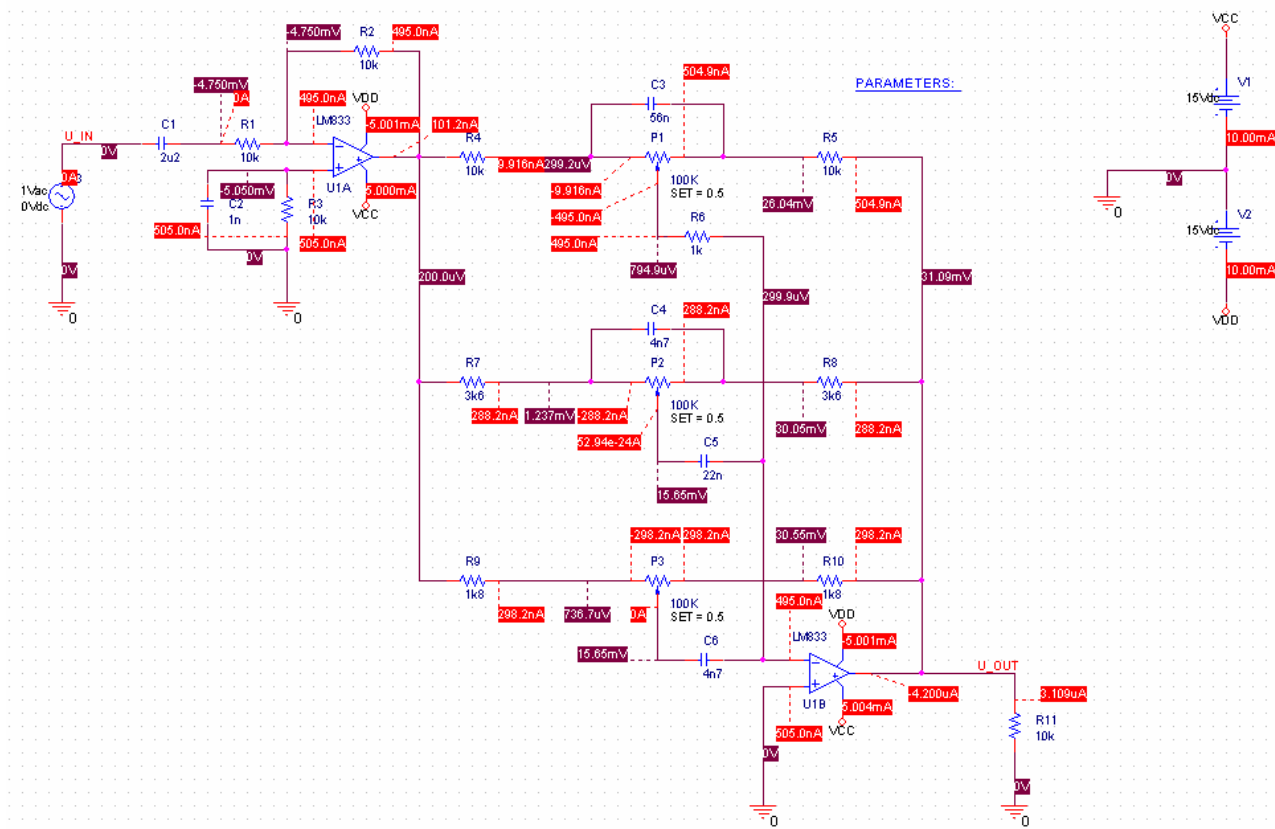 VCC
-4.750mV
R2
495.0nA
10k
-4.750mV
0A
C3
504.9nA
PARAMETERS:
V1
15Vdc
495.0nA
LM833
VDD
56n
C1
R1
-5.001mA
101.2nA
P1
U_IN
0V
2u2
10k
R4
R5
10.00mA
10k
9.916nA
299.2uV
10k
U1A
0V
1Vac
0Vdc
0A
-5.050mV
C2
1n
R3
10k
5.000mA
VCC
-9.916nA
100K
SET = 0.5
26.04mV
504.9nA
0
-495.0nA
R6
V2
15Vdc
505.0nA
505.0nA
495.0nA
1k
0V
0V
794.9uV
10.00mA
200.0uV
31.09mV
299.9uV
0
0
C4
288.2nA
VDD
4n7
R7
P2
R8
3k6
3k6
288.2nA
1.237mV
-288.2nA
100K
SET = 0.5
30.05mV
288.2nA
52.94e-24A
C5
22n
15.65mV
-298.2nA
298.2nA
30.55mV
298.2nA
R9
P3
R10
1k8
1k8
298.2nA
736.7uV
0A
100K
SET = 0.5
495.0nA
VDD
15.65mV
C6
LM833
-5.001mA
4n7
U_OUT
-4.200uA
3.109uA
U1B
5.004mA
505.0nA
VCC
R11
10k
0V
0V
0
0